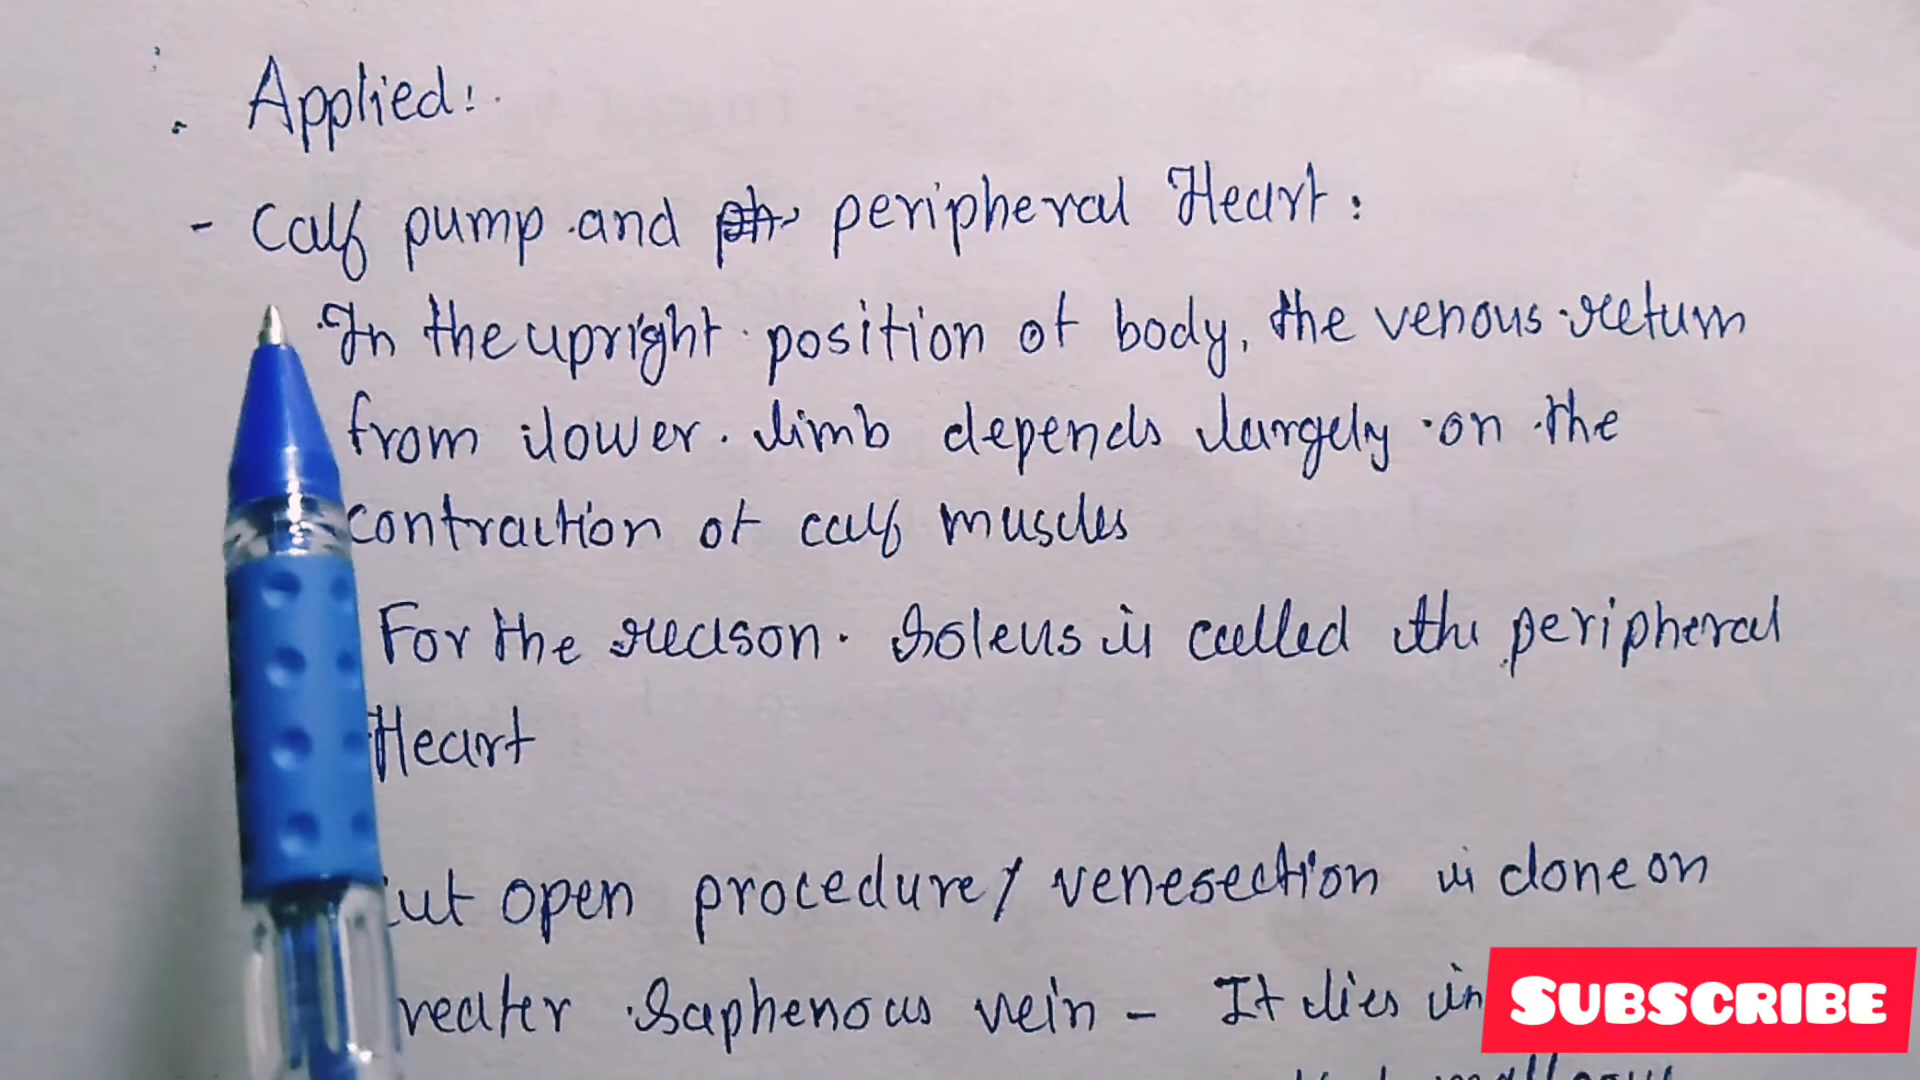 Applied:
- Calf pump and peripheral Heart:
In the upright position of body, the venous return
from lower limb depends largely on the
contraction of calf muscles
For the reason. Soleus is called the peripheral
Heart
Cut open procedure / venesection is done on
reater Saphenous vein - It lies in
SUBSCRIBE